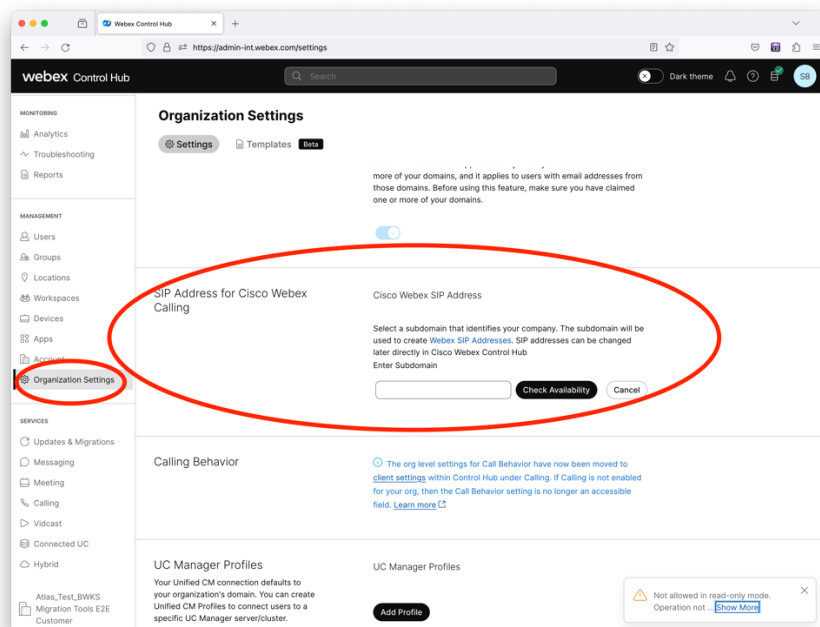 Webex Control Hub
https://admin-int.webex.com/settings
webex Control Hub
Search
Dark theme
SB
MONITORING
Analytics
Troubleshooting
Reports
MANAGEMENT
Users
Groups
Locations
Workspaces
Devices
Apps
Account
Organization Settings
SERVICES
Updates & Migrations
Messaging
Meeting
Calling
Vidcast
Connected UC
Hybrid
Atlas_Test_BWKS
Migration Tools E2E
Customer
Organization Settings
Settings
Templates Beta
more of your domains, and it applies to users with email addresses from
those domains. Before using this feature, make sure you have claimed
one or more of your domains.
SIP Address for Cisco Webex
Calling
Cisco Webex SIP Address
Select a subdomain that identifies your company. The subdomain will be
used to create Webex SIP Addresses. SIP addresses can be changed
later directly in Cisco Webex Control Hub
Enter Subdomain
Check Availability
Cancel
Calling Behavior
The org level settings for Call Behavior have now been moved to
client settings within Control Hub under Calling. If Calling is not enabled
for your org, then the Call Behavior setting is no longer an accessible
field. Learn more
UC Manager Profiles
Your Unified CM connection defaults to
your organization's domain. You can create
Unified CM Profiles to connect users to a
specific UC Manager server/cluster.
UC Manager Profiles
Add Profile
Not allowed in read-only mode.
Operation not ... Show More